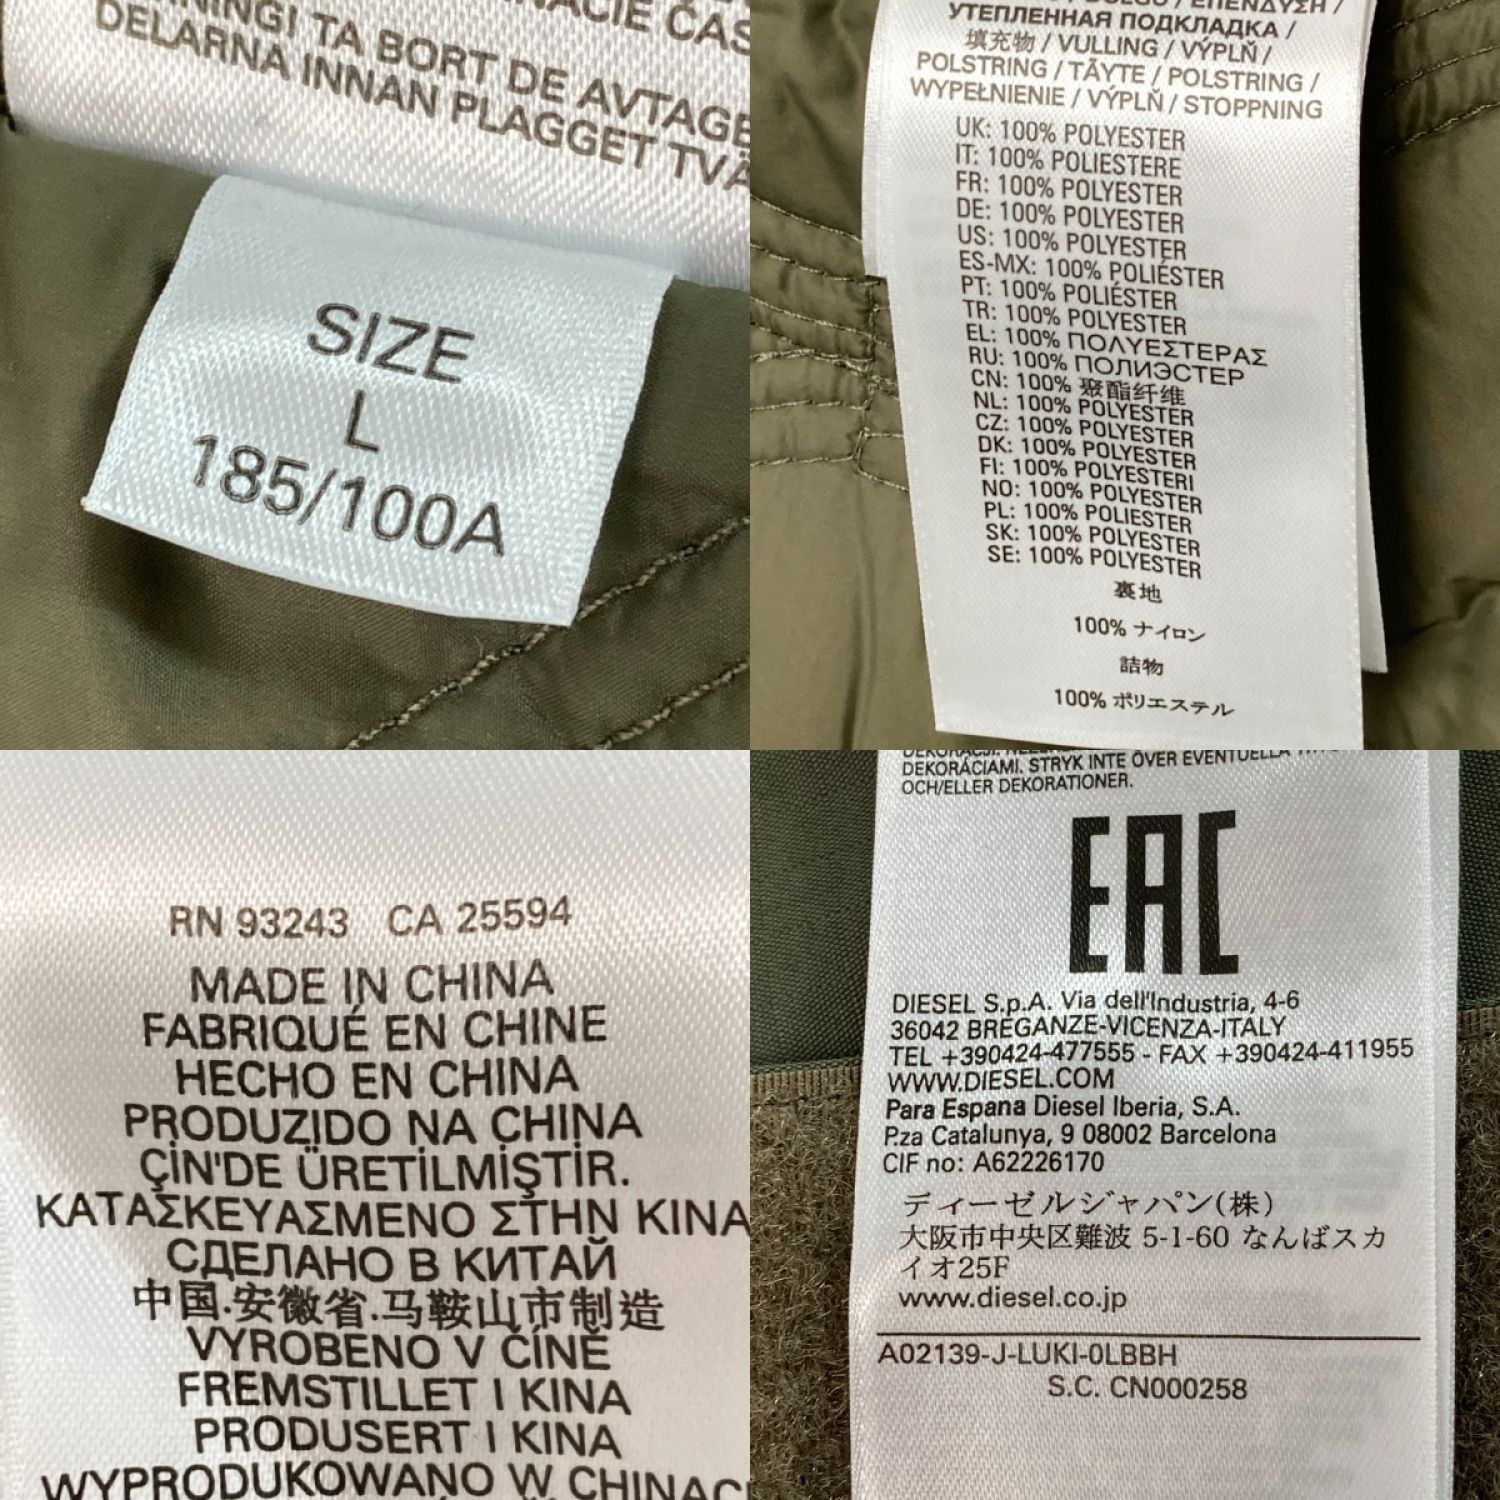 NACIE ČAS
NINGI TA BORT DE AVTAGB
DELARNA INNAN PLAGGET TVÄ
SIZE
L
185/100A
УТЕПЛЕННАЯ ПОДКЛАДКА /
填充物 / VULLING / VÝPLŇ /
POLSTRING / TÄYTE / POLSTRING /
WYPEŁNIENIE / VÝPLŇ / STOPPNING
UK: 100% POLYESTER
IT: 100% POLIESTERE
FR: 100% POLYESTER
DE: 100% POLYESTER
US: 100% POLYESTER
ES-MX: 100% POLIÉSTER
PT: 100% POLIÉSTER
TR: 100% POLYESTER
EL: 100% ΠΟΛΥΕΣΤΕΡΑΣ
RU: 100% ПОЛИЭСТЕР
CN: 100% 聚酯纤维
NL: 100% POLYESTER
CZ: 100% POLYESTER
DK: 100% POLYESTER
FI: 100% POLYESTERI
NO: 100% POLYESTER
PL: 100% POLIESTER
SK: 100% POLYESTER
SE: 100% POLYESTER
裏地
100% ナイロン
詰物
100% ポリエステル
RN 93243 CA 25594
MADE IN CHINA
FABRIQUÉ EN CHINE
HECHO EN CHINA
PRODUZIDO NA CHINA
ÇİN'DE ÜRETİLMİŞTİR.
ΚΑΤΑΣΚΕΥΑΣΜΕΝΟ ΣΤΗΝ ΚΙΝΑ
СДЕЛАНО В КИТАЙ
中国.安徽省.马鞍山市制造
VYROBENO V ČÍNĚ
FREMSTILLET I KINA
PRODUSERT I KINA
WYPRODUKOWANO W CHINAC
DEKORÁCIAMI. STRYK INTE ÖVER EVENTUELLA
OCH/ELLER DEKORATIONER.
EAC
DIESEL S.p.A. Via dell'Industria, 4-6
36042 BREGANZE-VICENZA-ITALY
TEL +390424-477555 - FAX +390424-411955
WWW.DIESEL.COM
Para Espana Diesel Iberia, S.A.
P.za Catalunya, 9 08002 Barcelona
CIF no: A62226170
ディーゼルジャパン(株)
大阪市中央区難波 5-1-60 なんばスカ
イオ25F
www.diesel.co.jp
A02139-J-LUKI-0LBBH
S.C. CN000258